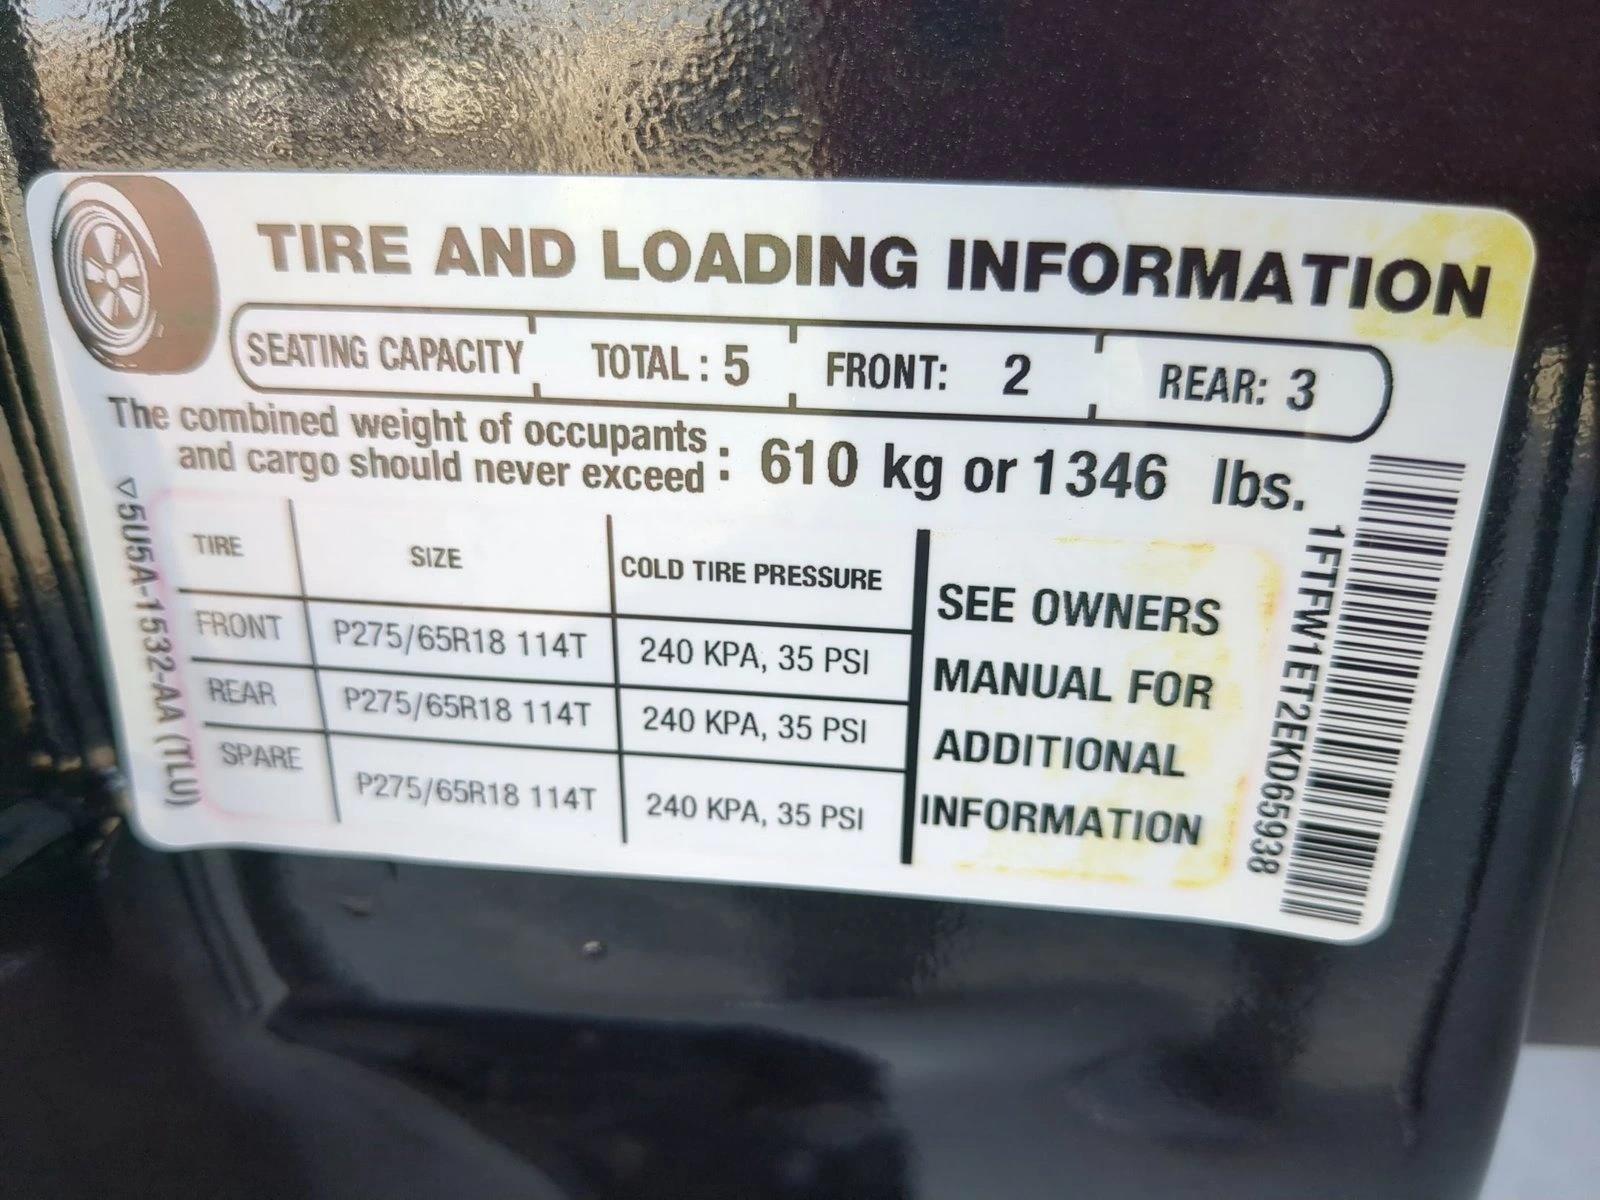 TIRE AND LOADING INFORMATION
SEATING CAPACITY TOTAL : 5 FRONT: 2 REAR: 3
The combined weight of occupants
and cargo should never exceed : 610 kg or 1346 lbs.
TIRE SIZE COLD TIRE PRESSURE
FRONT P275/65R18 114T 240 KPA, 35 PSI
REAR P275/65R18 114T 240 KPA, 35 PSI
SPARE P275/65R18 114T 240 KPA, 35 PSI
SEE OWNERS
MANUAL FOR
ADDITIONAL
INFORMATION
5U5A-1532-AA (TLU)
1FTFW1ET2EKD65938